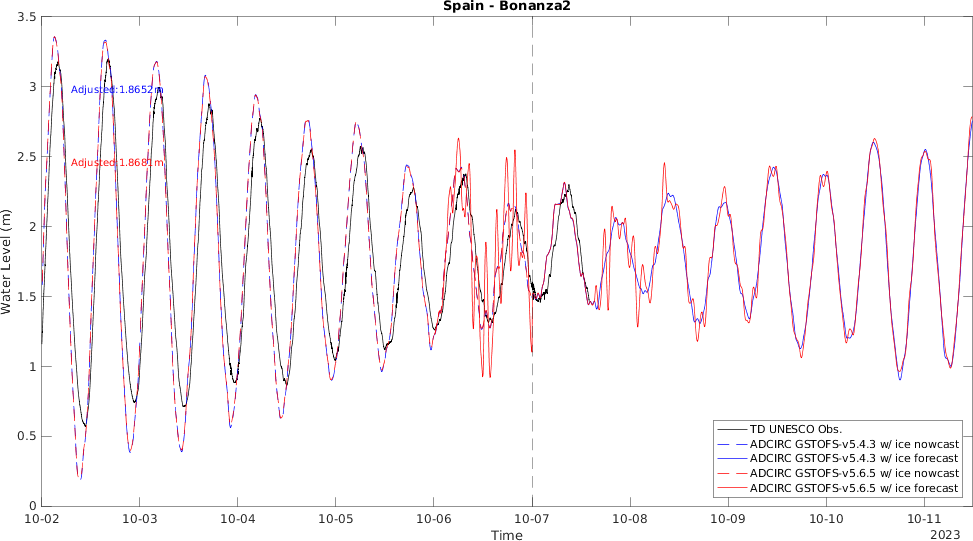 Spain - Bonanza2
3.5
3
2.5
2
1.5
1
0.5
0
Water Level (m)
Adjusted:1.8652m
Adjusted:1.8681m
TD UNESCO Obs.
ADCIRC GSTOFS-v5.4.3 w/ ice nowcast
ADCIRC GSTOFS-v5.4.3 w/ ice forecast
ADCIRC GSTOFS-v5.6.5 w/ ice nowcast
ADCIRC GSTOFS-v5.6.5 w/ ice forecast
10-02 10-03 10-04 10-05 10-06 10-07 10-08 10-09 10-10 10-11
Time
2023